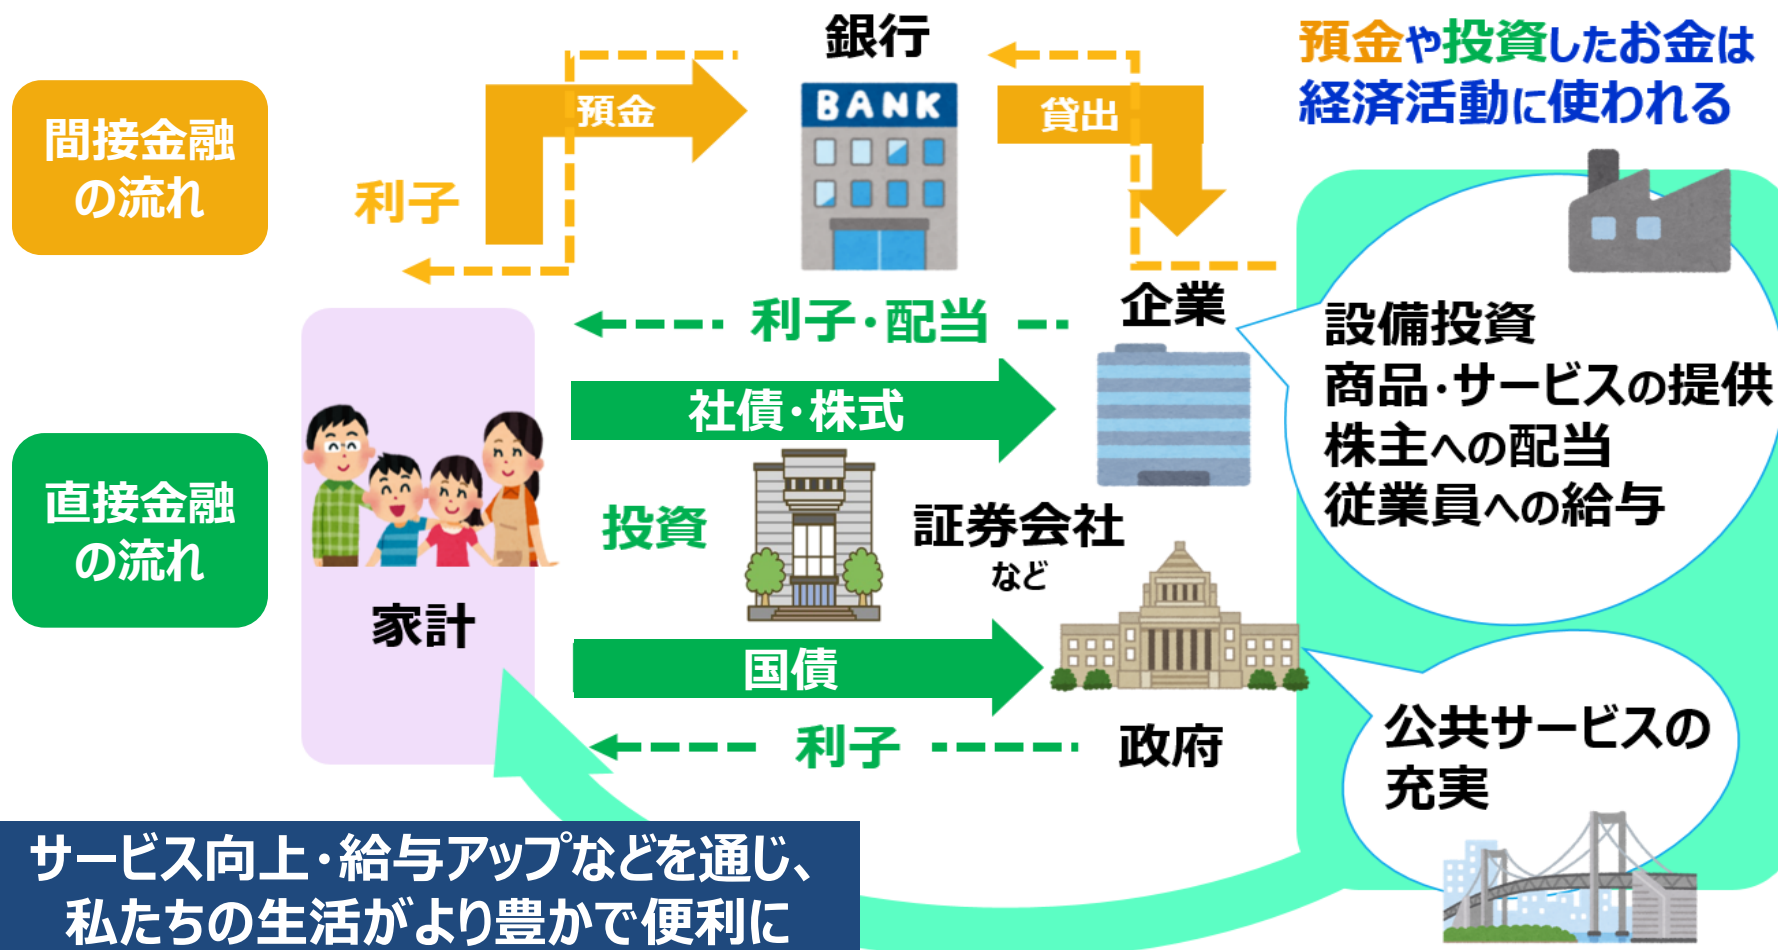 銀行
預金や投資したお金は
経済活動に使われる
BANK
預金
貸出
間接金融
の流れ
利子
利子・配当
企業
設備投資
商品・サービスの提供
株主への配当
従業員への給与
社債・株式
直接金融
の流れ
投資
証券会社
など
家計
国債
利子
政府
公共サービスの
充実
サービス向上・給与アップなどを通じ、
私たちの生活がより豊かで便利に